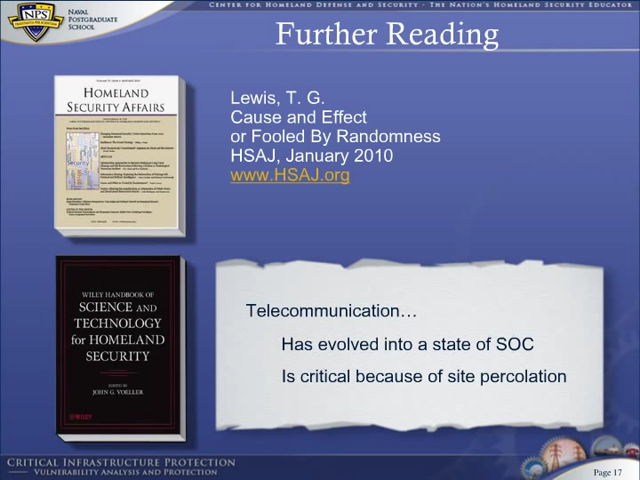 CENTER FOR HOMELAND DEFENSE AND SECURITY · THE NATION'S HOMELAND SECURITY EDUCATOR
NPS
NAVAL
POSTGRADUATE
SCHOOL
Further Reading
HOMELAND
SECURITY AFFAIRS
Lewis, T. G.
Cause and Effect
or Fooled By Randomness
HSAJ, January 2010
www.HSAJ.org
WILEY HANDBOOK OF
SCIENCE AND
TECHNOLOGY
for HOMELAND
SECURITY
EDITED BY
JOHN G. VOELLER
WILEY
Telecommunication…
Has evolved into a state of SOC
Is critical because of site percolation
CRITICAL INFRASTRUCTURE PROTECTION
VULNERABILITY ANALYSIS AND PROTECTION
Page 17